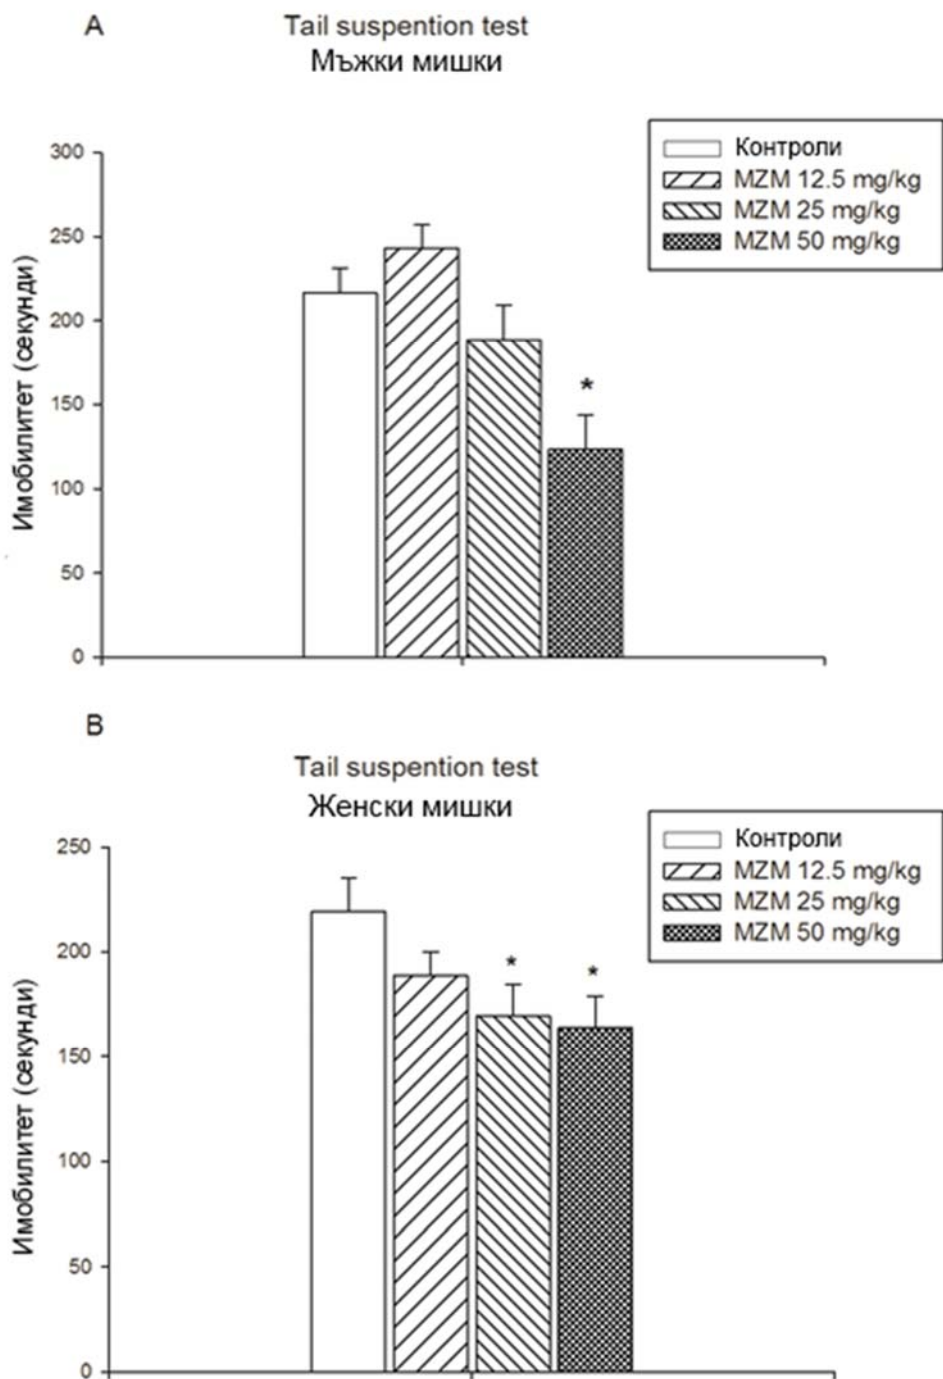 A
Tail suspention test
Мъжки мишки
Контроли
MZM 12.5 mg/kg
MZM 25 mg/kg
MZM 50 mg/kg
300
250
200
150
100
50
0
Имобилитет (секунди)
*
B
Tail suspention test
Женски мишки
Контроли
MZM 12.5 mg/kg
MZM 25 mg/kg
MZM 50 mg/kg
250
200
150
100
50
0
Имобилитет (секунди)
*
*